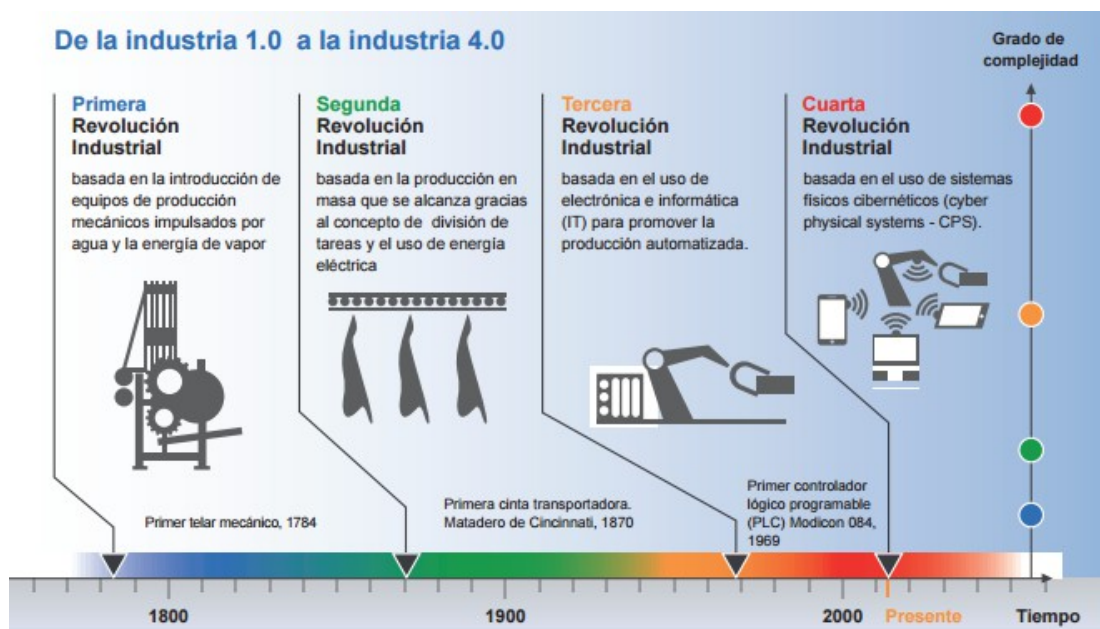 De la industria 1.0 a la industria 4.0
Grado de
complejidad
Primera
Revolución
Industrial
basada en la introducción de
equipos de producción
mecánicos impulsados por
agua y la energía de vapor
Segunda
Revolución
Industrial
basada en la producción en
masa que se alcanza gracias
al concepto de división de
tareas y el uso de energía
eléctrica
Tercera
Revolución
Industrial
basada en el uso de
electrónica e informática
(IT) para promover la
producción automatizada.
Cuarta
Revolución
Industrial
basada en el uso de sistemas
físicos cibernéticos (cyber
physical systems - CPS).
Primer telar mecánico, 1784
Primera cinta transportadora.
Matadero de Cincinnati, 1870
Primer controlador
lógico programable
(PLC) Modicon 084,
1969
1800
1900
2000
Presente
Tiempo